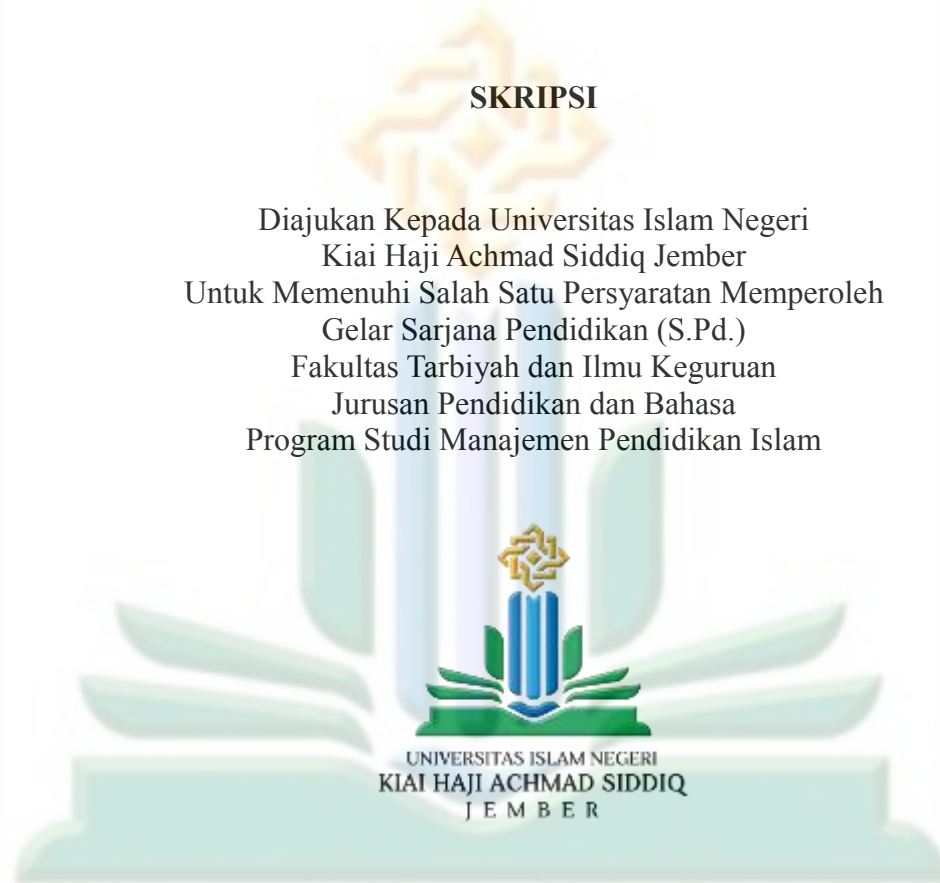 SKRIPSI
Diajukan Kepada Universitas Islam Negeri
Kiai Haji Achmad Siddiq Jember
Untuk Memenuhi Salah Satu Persyaratan Memperoleh
Gelar Sarjana Pendidikan (S.Pd.)
Fakultas Tarbiyah dan Ilmu Keguruan
Jurusan Pendidikan dan Bahasa
Program Studi Manajemen Pendidikan Islam
UNIVERSITAS ISLAM NEGERI
KIAI HAJI ACHMAD SIDDIQ
JEMBER